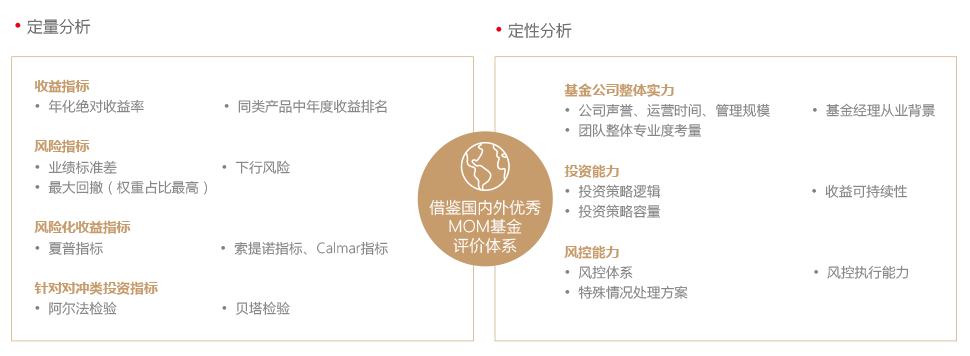 定量分析
收益指标
年化绝对收益率
同类产品中年度收益排名
风险指标
业绩标准差
下行风险
最大回撤（权重占比最高）
风险化收益指标
夏普指标
索提诺指标、Calmar指标
针对对冲类投资指标
阿尔法检验
贝塔检验
借鉴国内外优秀
MOM基金
评价体系
定性分析
基金公司整体实力
公司声誉、运营时间、管理规模
基金经理从业背景
团队整体专业度考量
投资能力
投资策略逻辑
收益可持续性
投资策略容量
风控能力
风控体系
风控执行能力
特殊情况处理方案